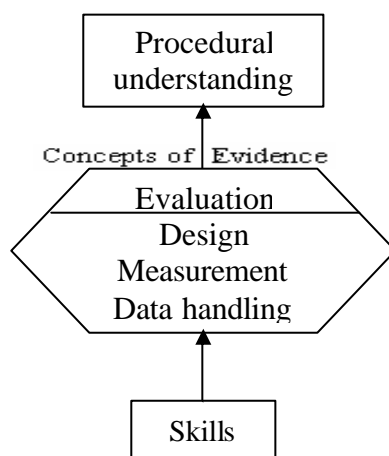 Procedural
understanding
Concepts of Evidence
Evaluation
Design
Measurement
Data handling
Skills